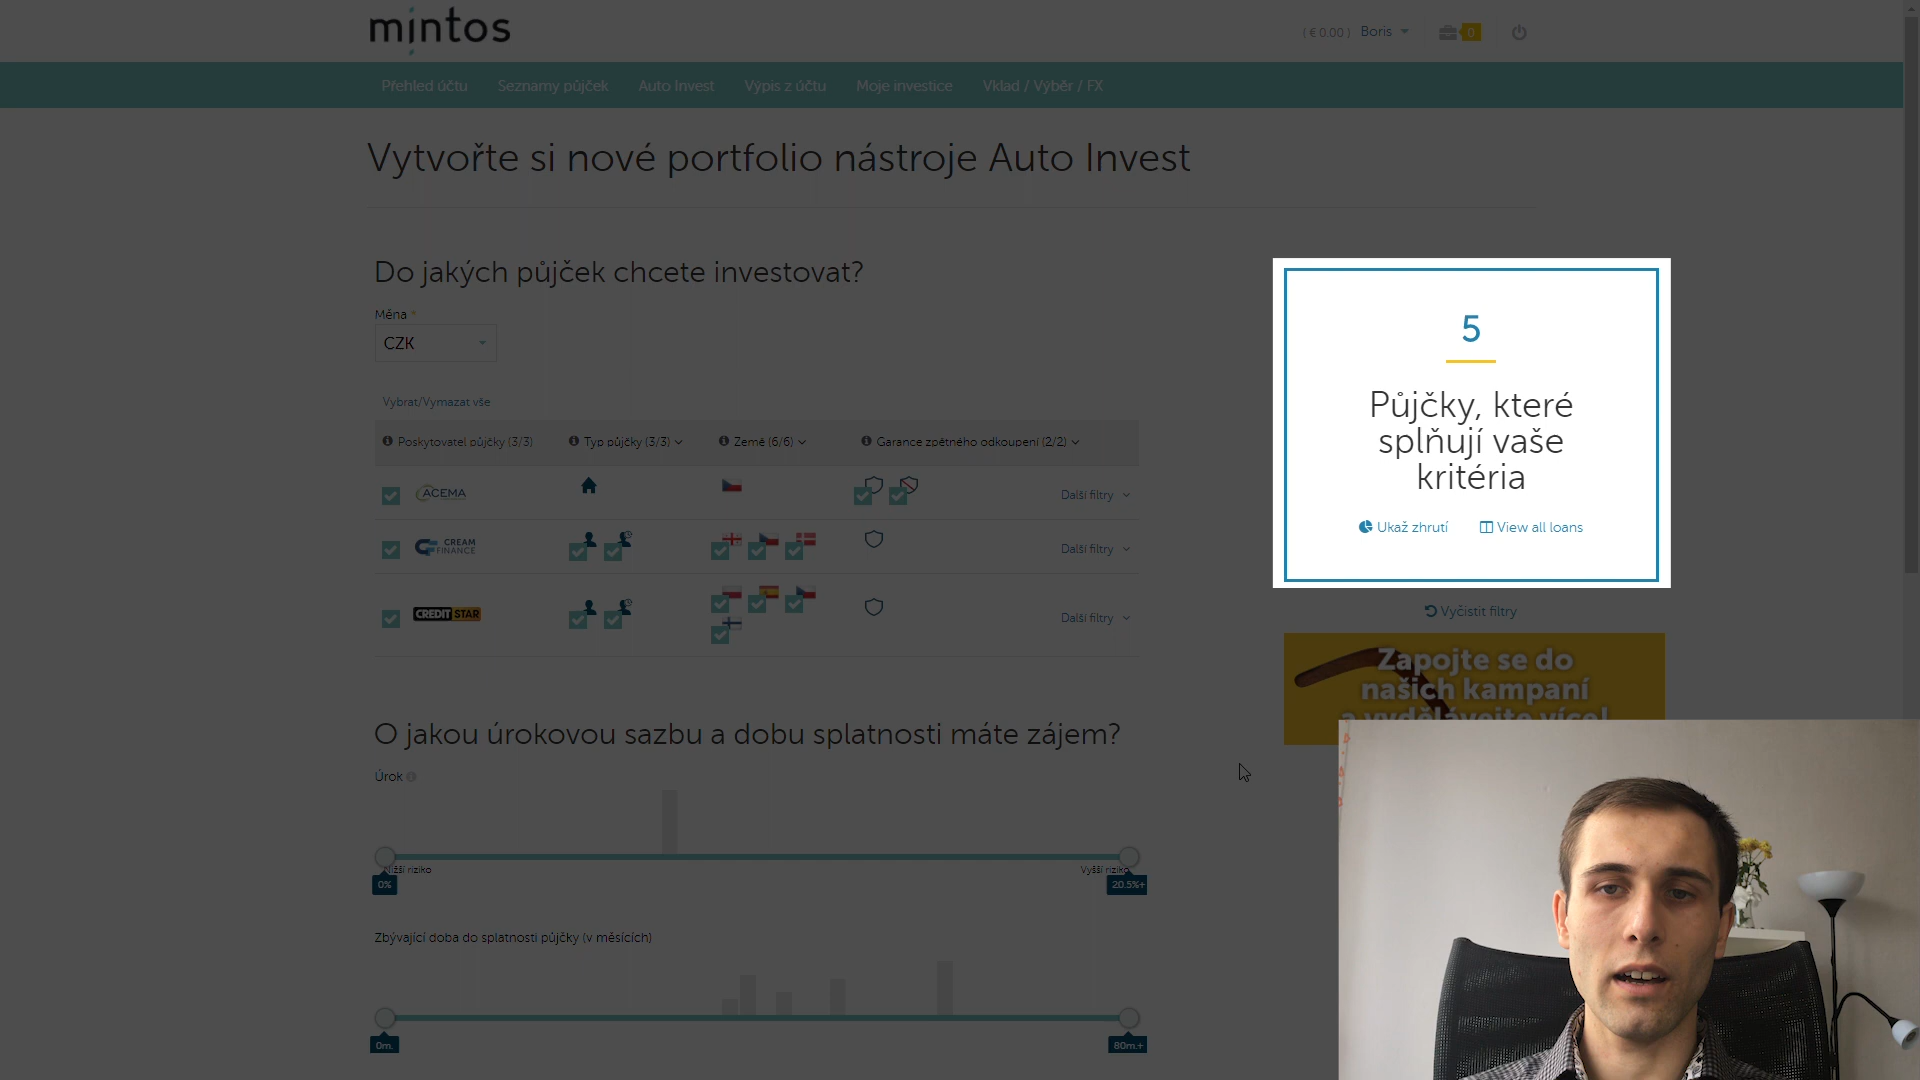 mintos
( € 0.00 ) Boris
0
Přehled účtu Seznamy půjček Auto Invest Výpis z účtu Moje investice Vklad / Výběr / FX
Vytvořte si nové portfolio nástroje Auto Invest
Do jakých půjček chcete investovat?
Měna *
CZK
Vybrat/Vymazat vše
Poskytovatel půjčky (3/3) Typ půjčky (3/3) Země (6/6) Garance zpětného odkoupení (2/2)
ACEMA Další filtry
CREAM
FINANCE
Další filtry
CREDIT STAR Další filtry
5
Půjčky, které
splňují vaše
kritéria
Ukaž zhrutí View all loans
Vyčistit filtry
Zapojte se do
našich kampaní
a vydělávejte více!
O jakou úrokovou sazbu a dobu splatnosti máte zájem?
Úrok
Nižší riziko Vyšší riziko
0% 20.5%+
Zbývající doba do splatnosti půjčky (v měsících)
0m. 80m.+